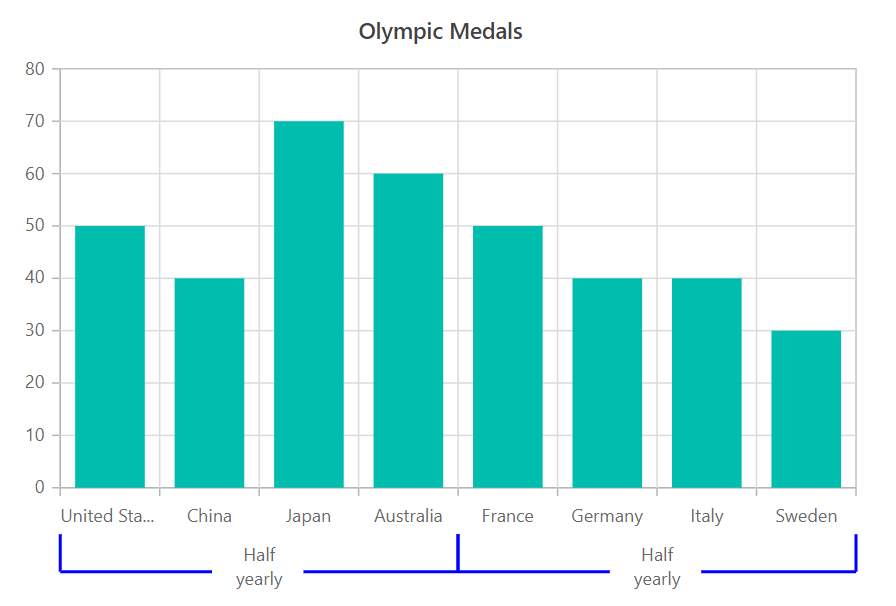 Olympic Medals
80
70
60
50
40
30
20
10
0
United Sta... China Japan Australia France Germany Italy Sweden
Half Half
yearly yearly